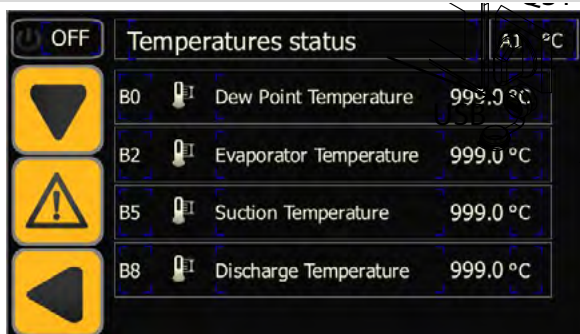 OFF Temperatures status A1 °C
B0 Dew Point Temperature 999.0 °C
USB
B2 Evaporator Temperature 999.0 °C
B5 Suction Temperature 999.0 °C
B8 Discharge Temperature 999.0 °C